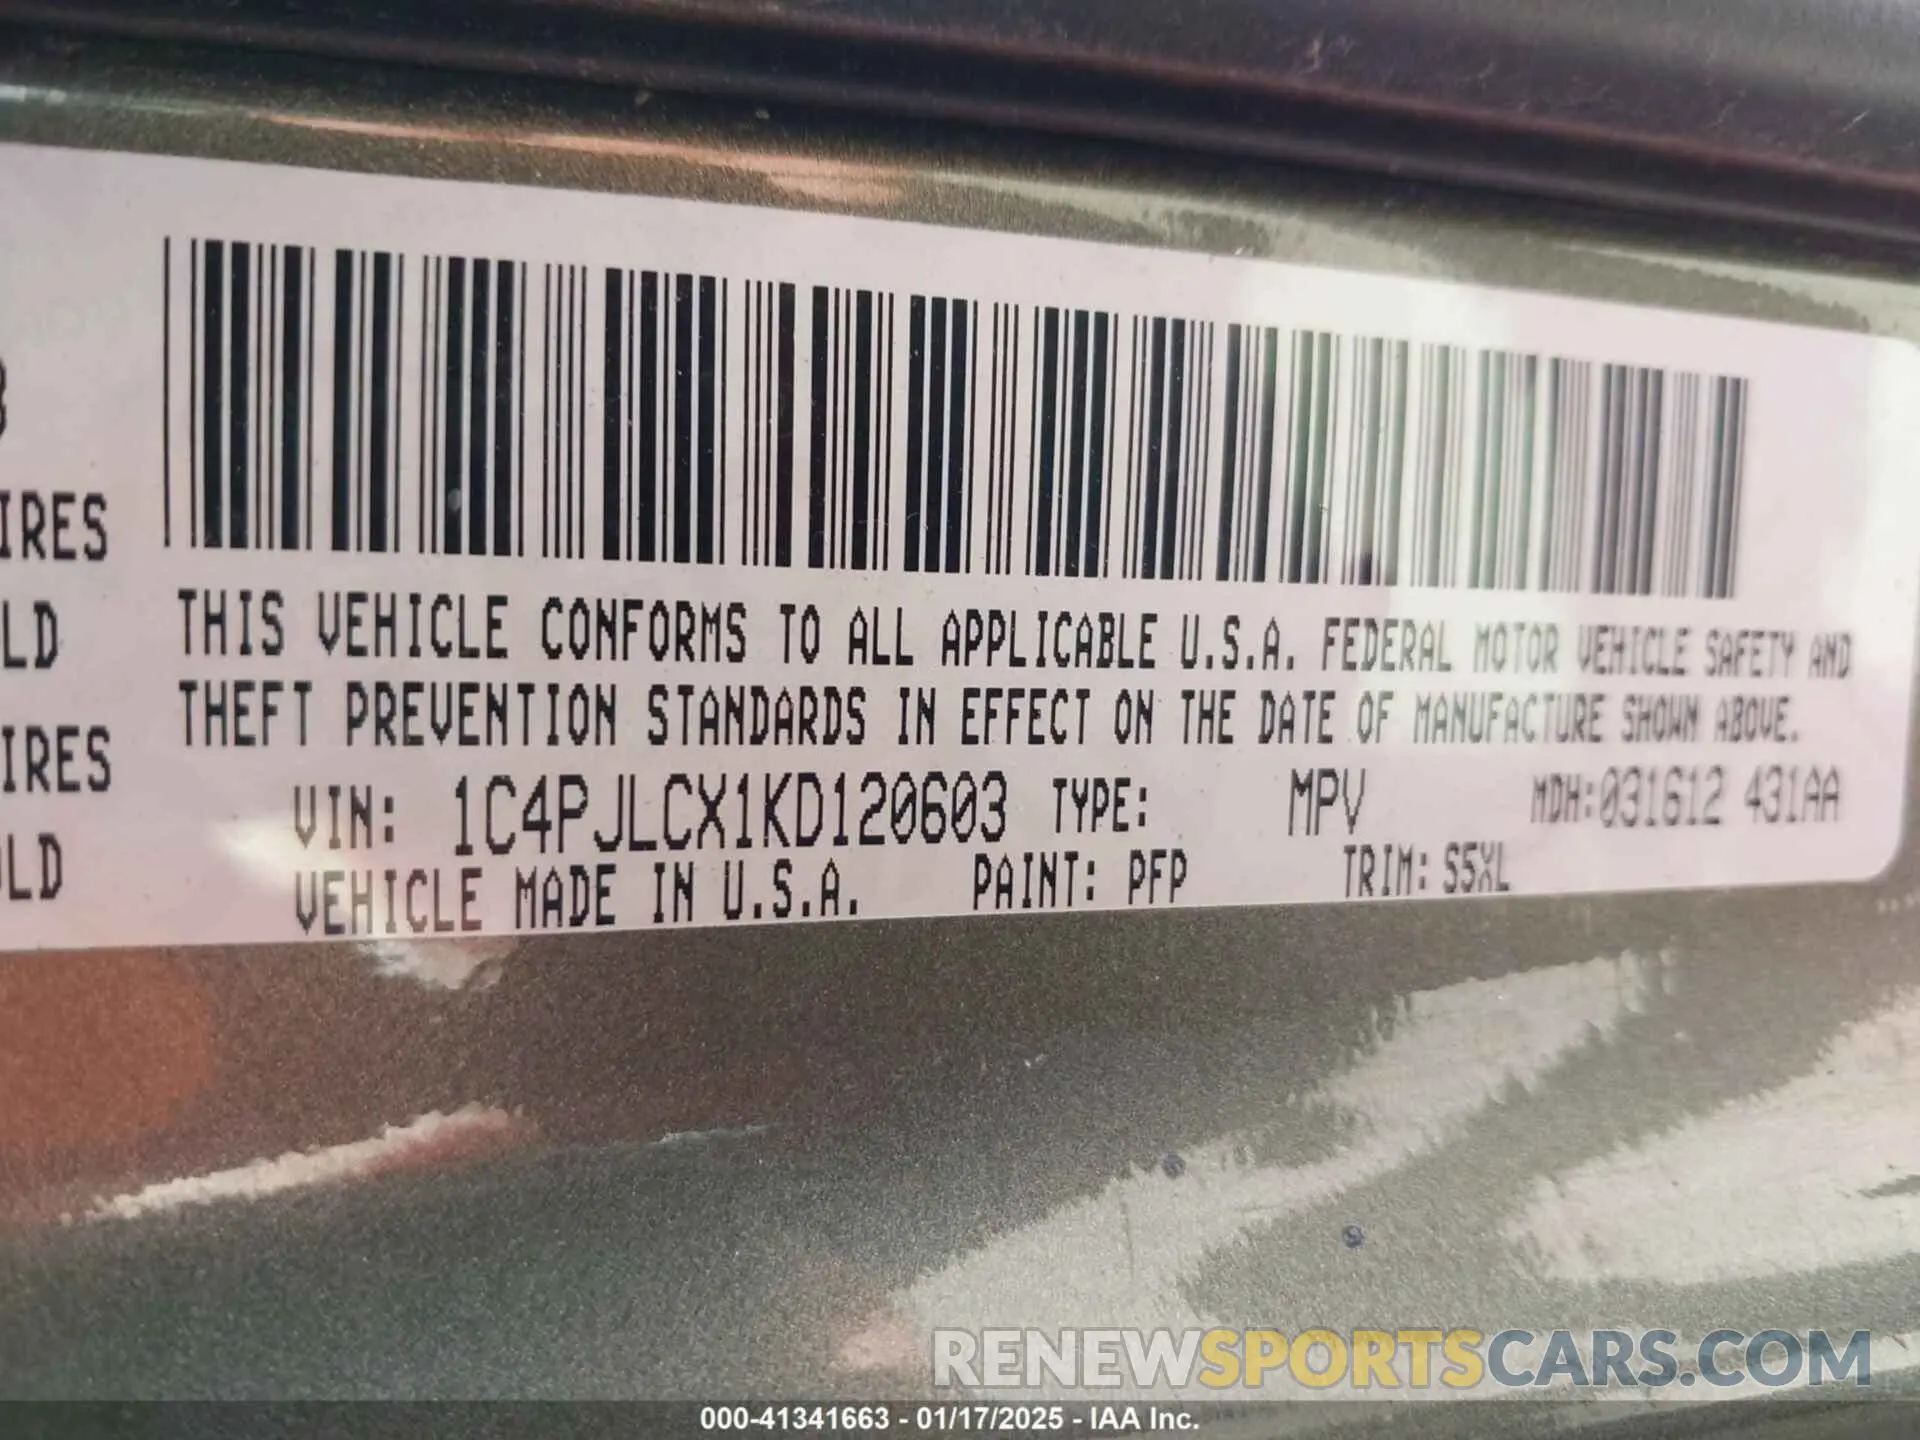 8
IRES
LD
IRES
OLD
THIS VEHICLE CONFORMS TO ALL APPLICABLE U.S.A. FEDERAL MOTOR VEHICLE SAFETY AND
THEFT PREVENTION STANDARDS IN EFFECT ON THE DATE OF MANUFACTURE SHOWN ABOVE.
VIN: 1C4PJLCX1KD120603 TYPE: MPV MDH:031612 431AA
VEHICLE MADE IN U.S.A. PAINT: PFP TRIM: S5XL
RENEWSPORTSCARS.COM
000-41341663 - 01/17/2025 - IAA Inc.